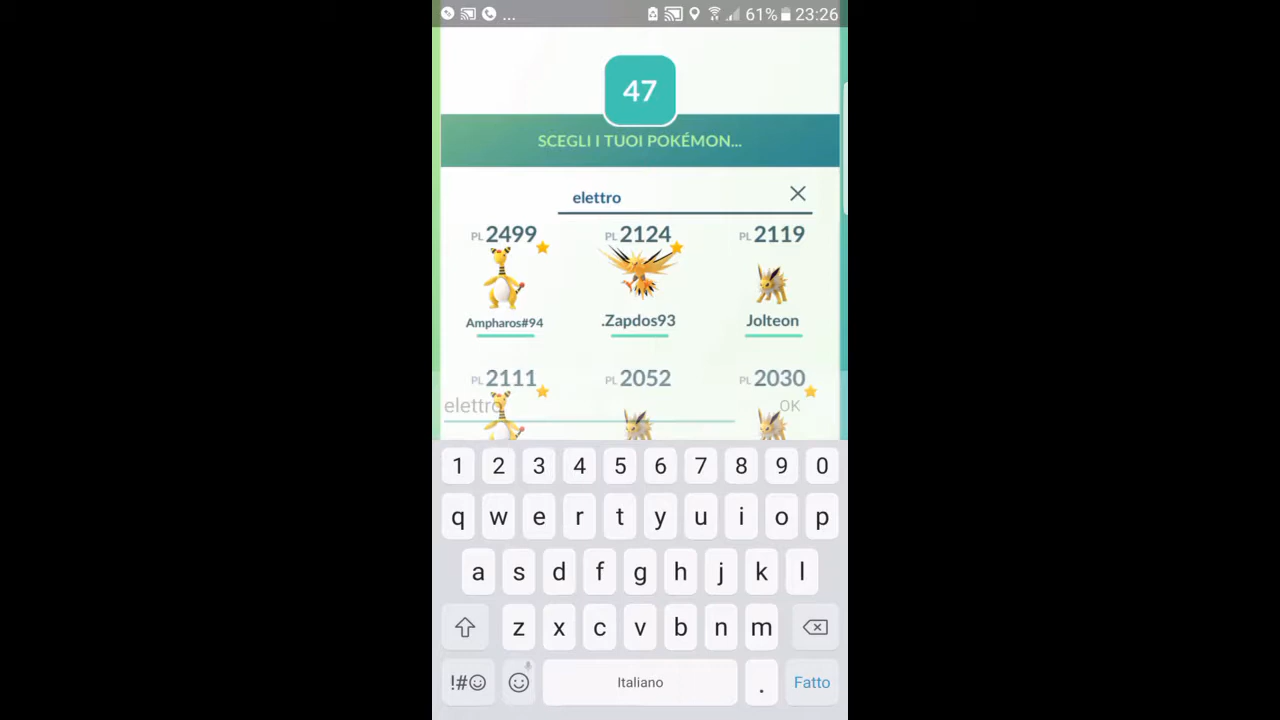 ... 61% 23:26
47
SCEGLI I TUOI POKÉMON...
elettro
PL 2499 PL 2124 PL 2119
Ampharos#94 .Zapdos93 Jolteon
PL 2111 PL 2052 PL 2030
elettro OK
1 2 3 4 5 6 7 8 9 0
q w e r t y u i o p
a s d f g h j k l
z x c v b n m
!#☺ Italiano . Fatto